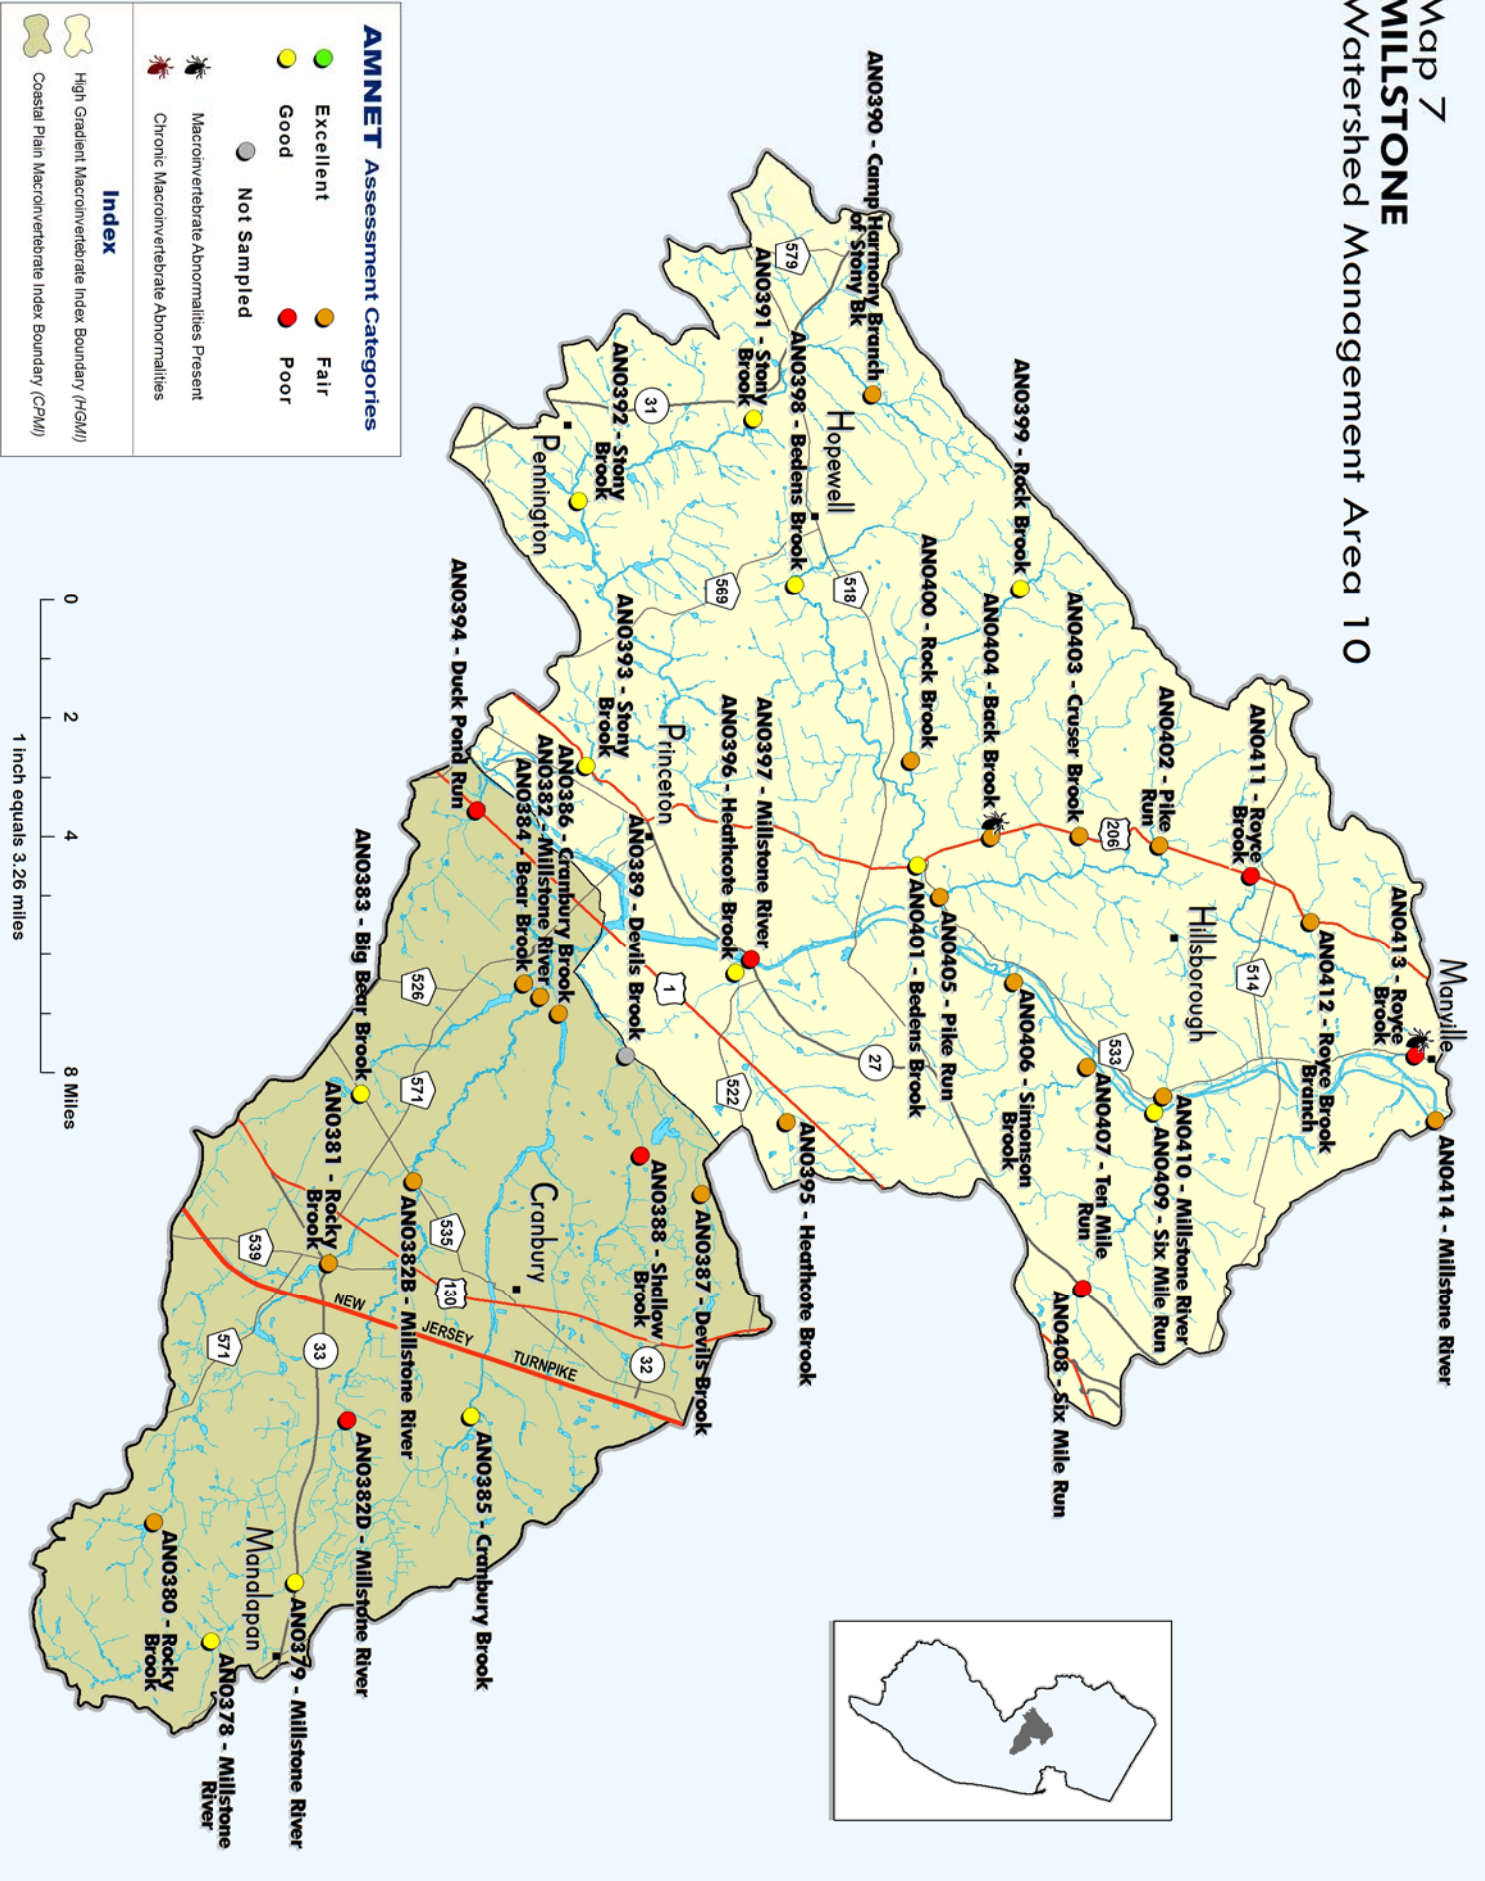 Map 7
MILLSTONE
Watershed Management Area 10
Manville
AN0414 - Millstone River
AN0413 - Royce
Brook
AN0412 - Royce Brook
Branch
AN0411 - Royce
Brook
514
Hillsborough
AN0410 - Millstone River
AN0409 - Six Mile Run
AN0402 - Pike
Run
206
533
AN0407 - Ten Mile
Run
AN0403 - Cruser Brook
AN0408 - Six Mile Run
AN0399 - Rock Brook
AN0406 - Simonson
Brook
AN0404 - Back Brook
AN0405 - Pike Run
AN0400 - Rock Brook
AN0401 - Bedens Brook
AN0390 - Camp Harmony Branch
of Stony Bk
27
518
Hopewell
579
AN0398 - Bedens Brook
AN0395 - Heathcote Brook
AN0391 - Stony
Brook
AN0397 - Millstone River
AN0396 - Heathcote Brook
522
569
AN0387 - Devils Brook
1
Princeton
31
AN0388 - Shallow
Brook
32
AN0389 - Devils Brook
AN0392 - Stony
Brook
AN0393 - Stony
Brook
AN0386 - Cranbury Brook
AN0382 - Millstone River
AN0384 - Bear Brook
Pennington
Cranbury
AN0385 - Cranbury Brook
AN0394 - Duck Pond Run
130
535
526
571
NEW
JERSEY
TURNPIKE
AN0382B - Millstone River
AN0383 - Big Bear Brook
AN0382D - Millstone River
AN0381 - Rocky
Brook
33
539
571
AN0379 - Millstone River
Manalapan
AN0378 - Millstone
River
AN0380 - Rocky
Brook
AMNET Assessment Categories
Excellent
Fair
Good
Poor
Not Sampled
Macroinvertebrate Abnormalities Present
Chronic Macroinvertebrate Abnormalities
Index
High Gradient Macroinvertebrate Index Boundary (HGMI)
Coastal Plain Macroinvertebrate Index Boundary (CPMI)
0 2 4 8 Miles
1 inch equals 3.26 miles